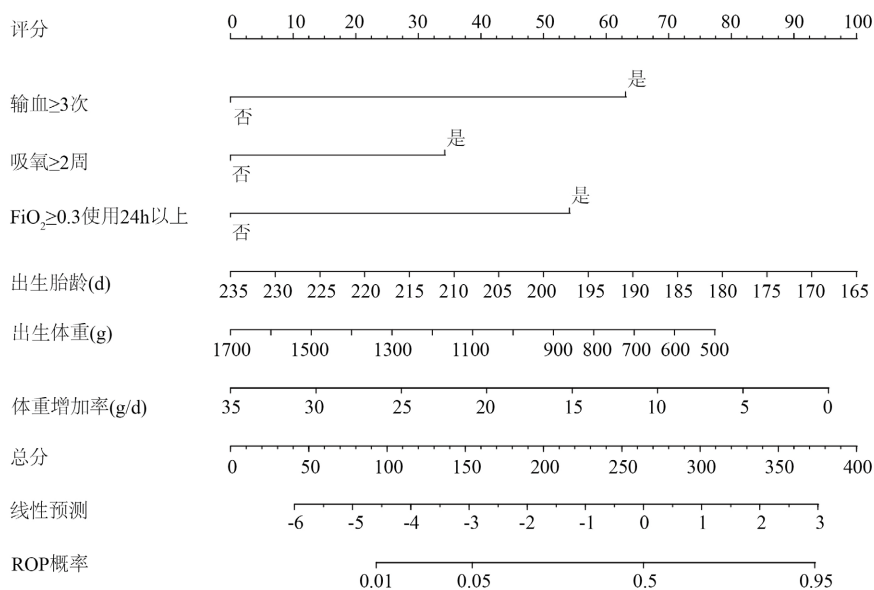 评分 0 10 20 30 40 50 60 70 80 90 100
输血≥3次 否 是
吸氧≥2周 否 是
FiO₂≥0.3使用24h以上 否 是
出生胎龄(d) 235 230 225 220 215 210 205 200 195 190 185 180 175 170 165
出生体重(g) 1700 1500 1300 1100 900 800 700 600 500
体重增加率(g/d) 35 30 25 20 15 10 5 0
总分 0 50 100 150 200 250 300 350 400
线性预测 -6 -5 -4 -3 -2 -1 0 1 2 3
ROP概率 0.01 0.05 0.5 0.95